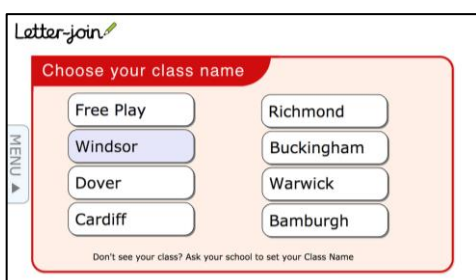 Letter-join
Choose your class name
Free Play
Windsor
Dover
Cardiff
Richmond
Buckingham
Warwick
Bamburgh
MENU ▲
Don't see your class? Ask your school to set your Class Name